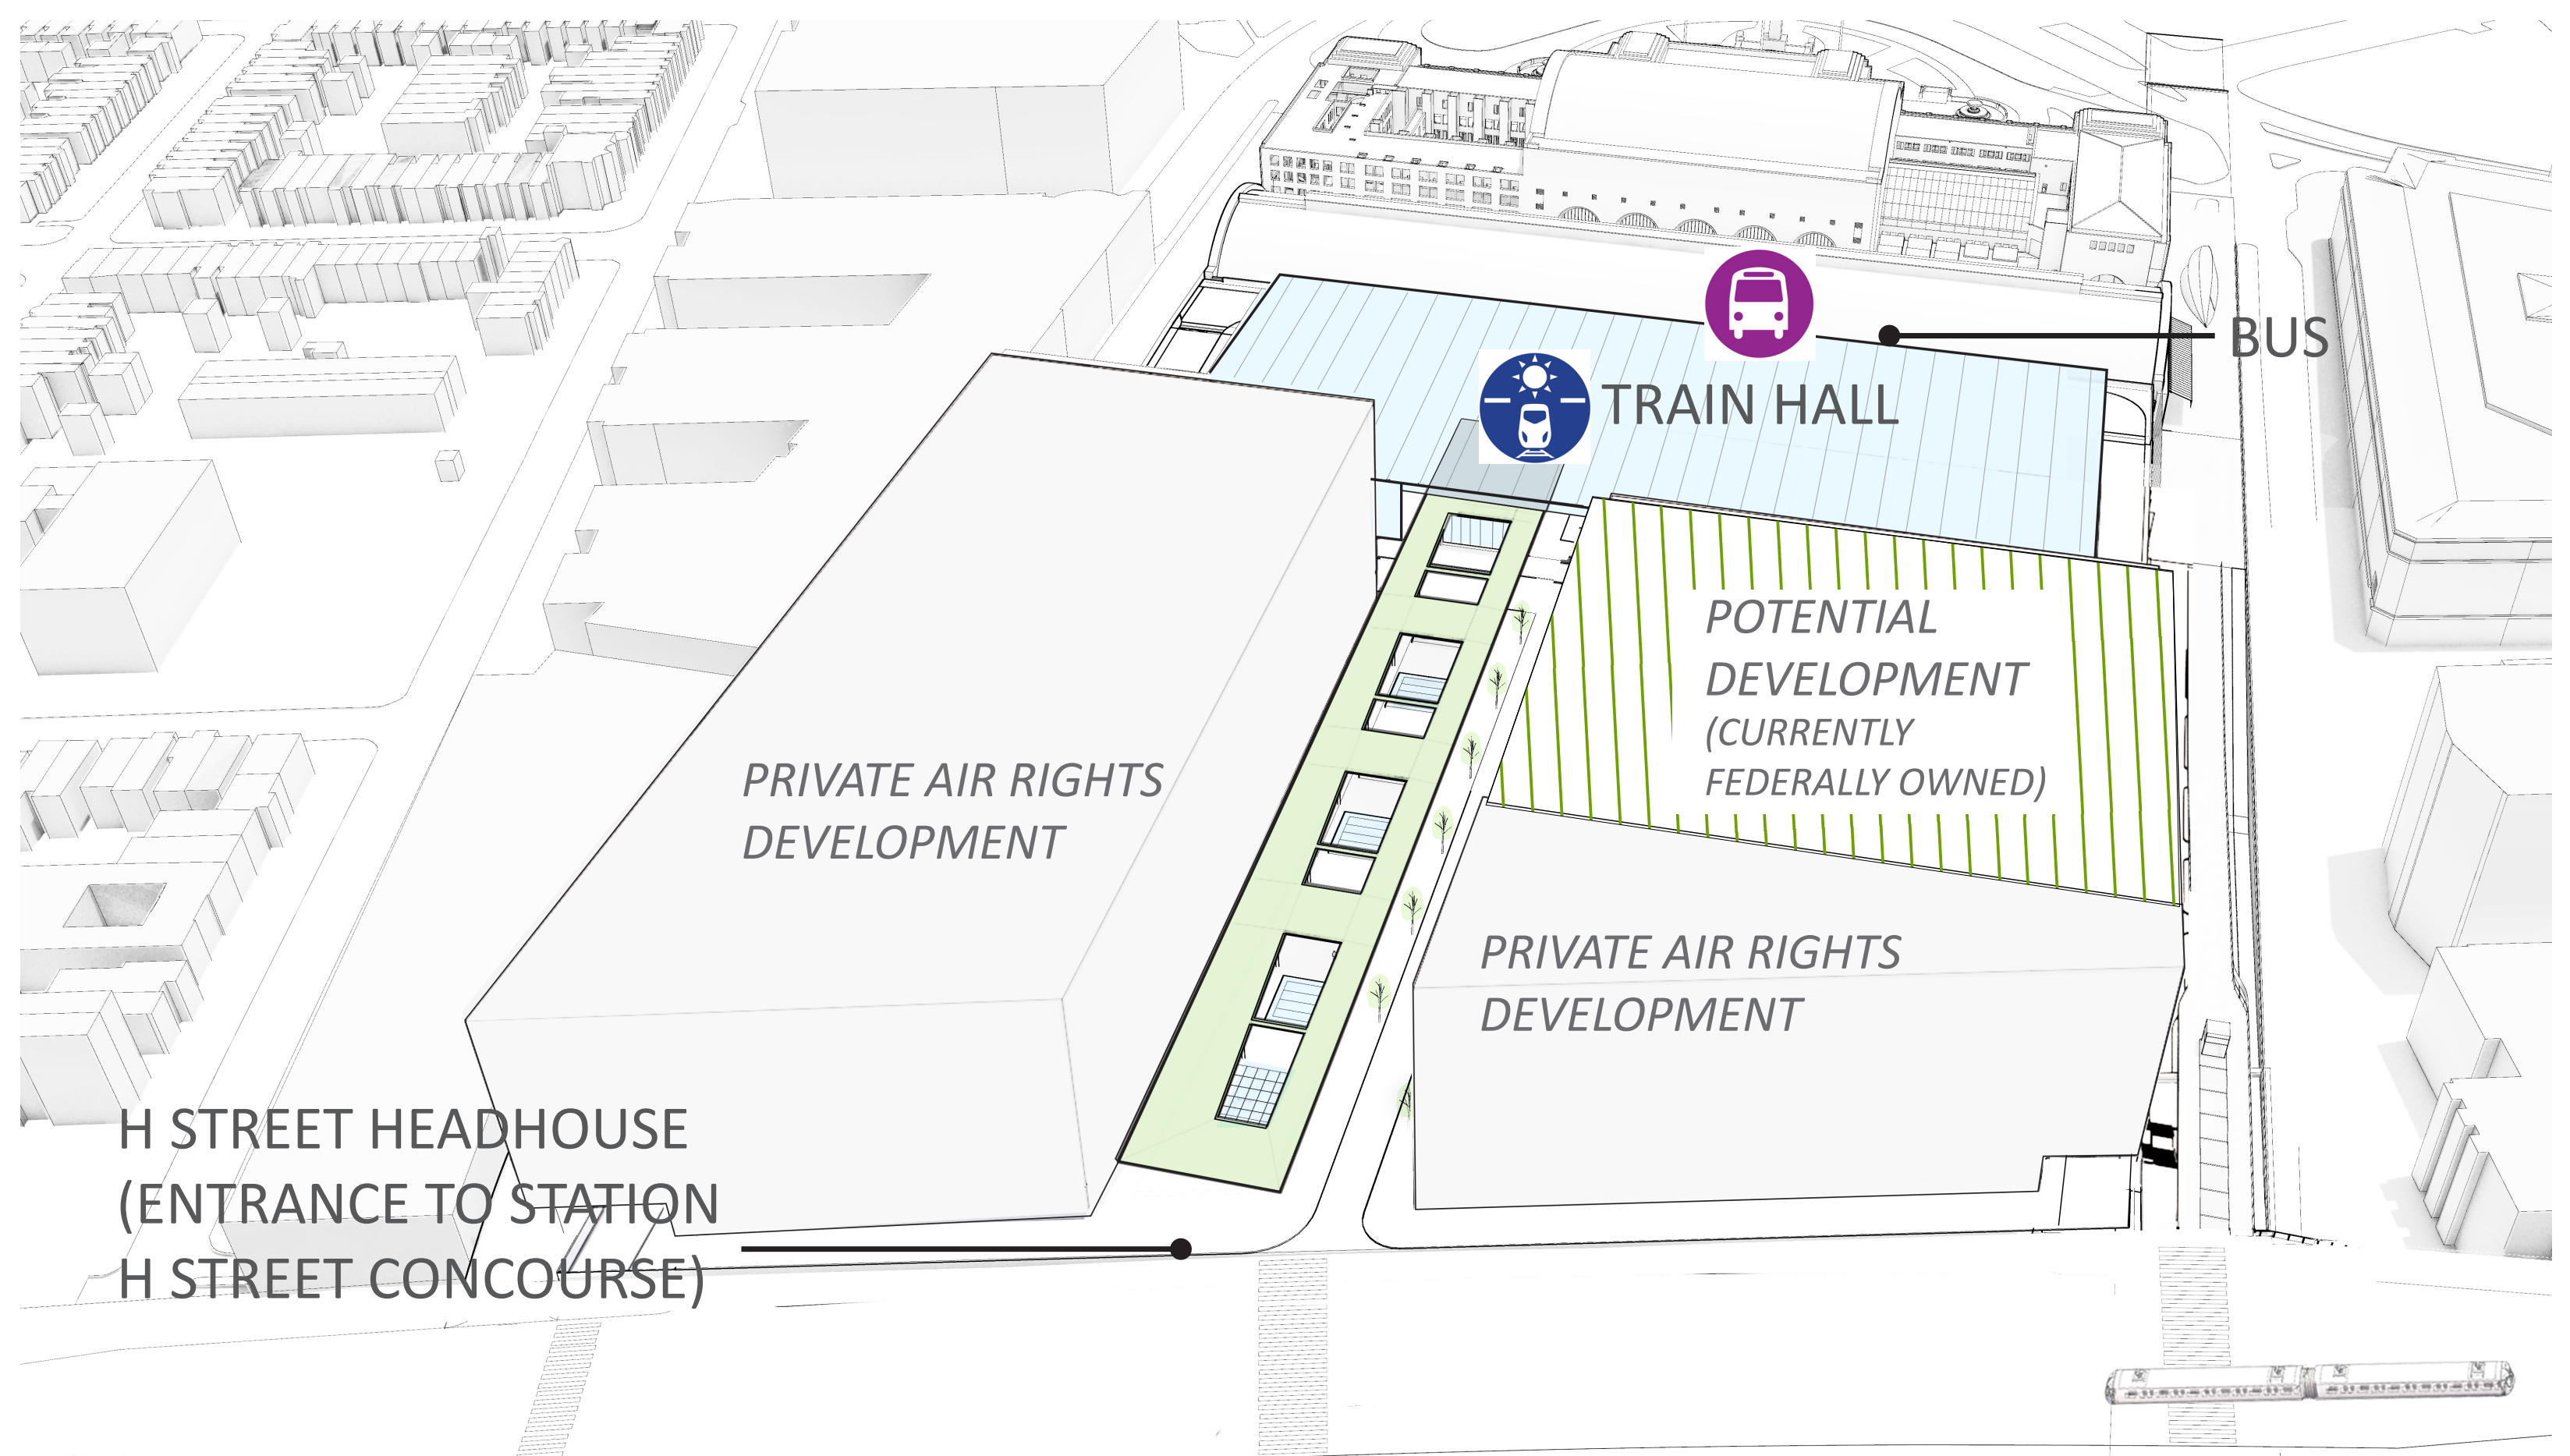 BUS
TRAIN HALL
POTENTIAL
DEVELOPMENT
(CURRENTLY
FEDERALLY OWNED)
PRIVATE AIR RIGHTS
DEVELOPMENT
PRIVATE AIR RIGHTS
DEVELOPMENT
H STREET HEADHOUSE
(ENTRANCE TO STATION
H STREET CONCOURSE)